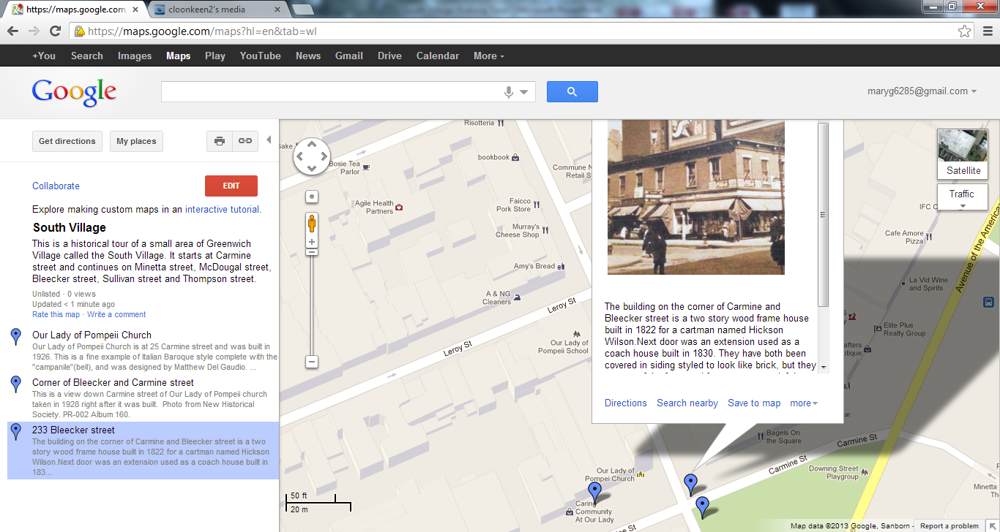 https://maps.google.com
cloonkeen2's media
https://maps.google.com/maps?hl=en&tab=wl
+You Search Images Maps Play YouTube News Gmail Drive Calendar More
Google
maryg6285@gmail.com
Get directions
My places
Collaborate
EDIT
Explore making custom maps in an interactive tutorial.
South Village
This is a historical tour of a small area of Greenwich
Village called the South Village. It starts at Carmine
street and continues on Minetta street, McDougal street,
Bleecker street, Sullivan street and Thompson street.
Unlisted · 0 views
Updated < 1 minute ago
Rate this map · Write a comment
Our Lady of Pompeii Church
Our Lady of Pompeii Church is at 25 Carmine street and was built in
1926. This is a fine example of Italian Baroque style complete with the
"campanile"(bell), and was designed by Matthew Del Gaudio. ...
Corner of Bleecker and Carmine street
This is a view down Carmine street of Our Lady of Pompeii church
taken in 1928 right after it was built. Photo from New Historical
Society. PR-002 Album 160.
233 Bleecker street
The building on the corner of Carmine and Bleecker street is a two
story wood frame house built in 1822 for a cartman named Hickson
Wilson.Next door was an extension used as a coach house built in
183...
Risotteria
bookbook
Bosie Tea
Parlor
Commune
Retail S
Agile Health
Partners
Faicco
Pork Store
Murray's
Cheese Shop
Amy's Bread
A & NG
Cleaners
Leroy St
Leroy St
Our Lady of
Pompeii School
The building on the corner of Carmine and
Bleecker street is a two story wood frame house
built in 1822 for a cartman named Hickson
Wilson.Next door was an extension used as a
coach house built in 1830. They have both been
covered in siding styled to look like brick, but they
Directions Search nearby Save to map more
Satellite
Traffic
IFC C
Cafe Amore
Pizza
Avenue of the American
La Vid Wine
and Spirits
Elite Plus
Realty Group
Bagels On
the Square
Carmine St
Carmine St
Downing Street
Playgroup
Minetta
Th
Our Lady of
Pompei Church
Caring
Community
At Our Lady
50 ft
20 m
Map data ©2013 Google, Sanborn -
Report a problem